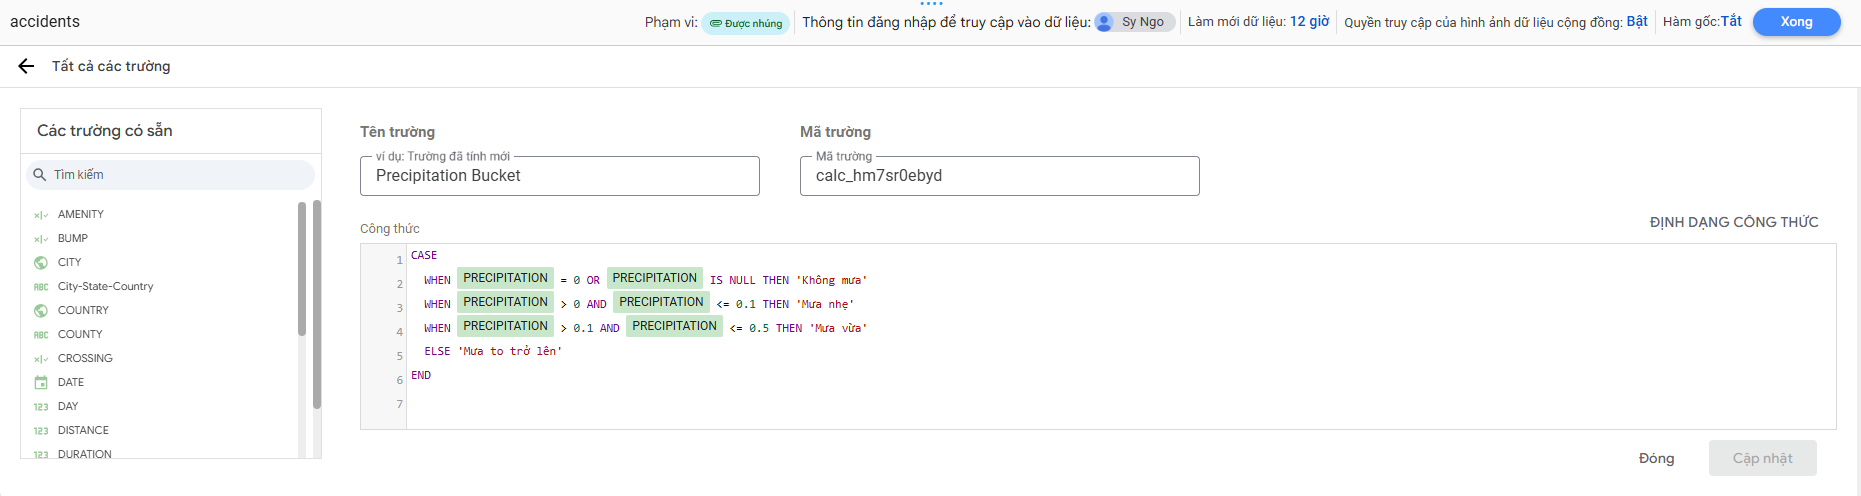 accidents
Phạm vi: Được nhúng
Thông tin đăng nhập để truy cập vào dữ liệu: Sy Ngo
Làm mới dữ liệu: 12 giờ
Quyền truy cập của hình ảnh dữ liệu cộng đồng: Bật
Hàm gốc:Tắt
Xong
Tất cả các trường
Các trường có sẵn
Tìm kiếm
AMENITY
BUMP
CITY
ABC City-State-Country
COUNTRY
ABC COUNTY
CROSSING
DATE
123 DAY
123 DISTANCE
123 DURATION
Tên trường
ví dụ: Trường đã tính mới
Precipitation Bucket
Mã trường
Mã trường
calc_hm7sr0ebyd
Công thức
ĐỊNH DẠNG CÔNG THỨC
1 CASE
2 WHEN PRECIPITATION = 0 OR PRECIPITATION IS NULL THEN 'Không mưa'
3 WHEN PRECIPITATION > 0 AND PRECIPITATION <= 0.1 THEN 'Mưa nhẹ'
4 WHEN PRECIPITATION > 0.1 AND PRECIPITATION <= 0.5 THEN 'Mưa vừa'
5 ELSE 'Mưa to trở lên'
6 END
7
Đóng
Cập nhật